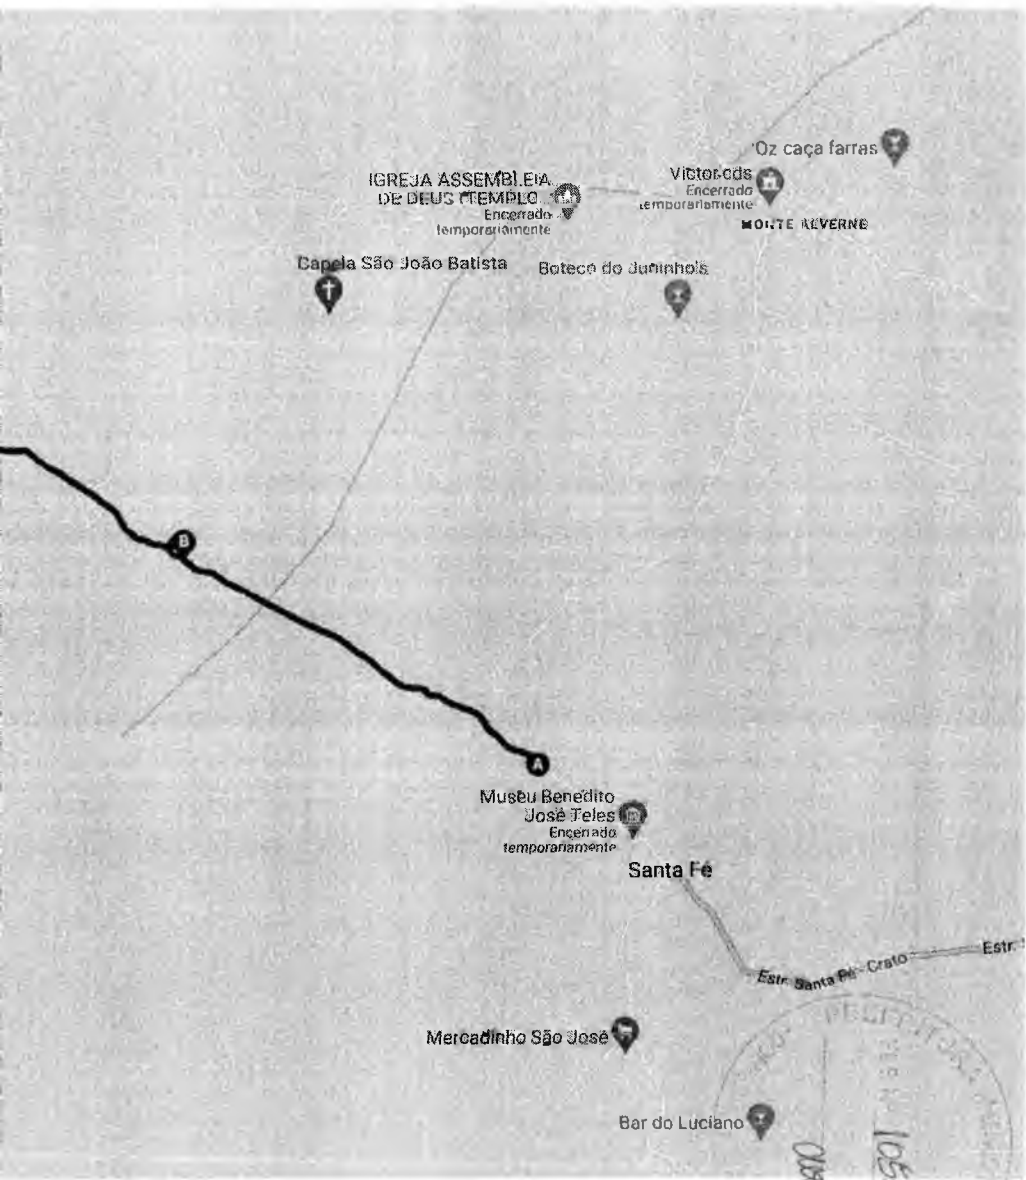 Oz caça farras
IGREJA ASSEMBLEIA
DE DEUS (TEMPLO...
Encerrado
temporariamente
Victor cds
Encerrado
temporariamente
MONTE ALVERNE
Capela São João Batista
Boteco do Juninho's
B
A
Museu Benedito
José Teles
Encerrado
temporariamente
Santa Fé
Estr. Santa Fé - Crato
Estr.
Mercadinho São José
Bar do Luciano
105